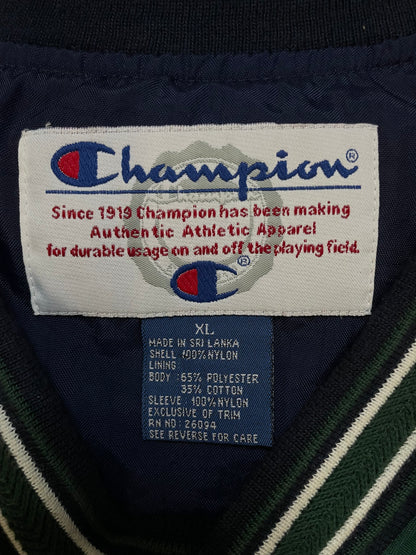 Champion®
Since 1919 Champion has been making
Authentic Athletic Apparel
for durable usage on and off the playing field.
®
XL
MADE IN SRI LANKA
SHELL 100% NYLON
LINING:
BODY : 65% POLYESTER
35% COTTON
SLEEVE : 100% NYLON
EXCLUSIVE OF TRIM
RN NO : 26094
SEE REVERSE FOR CARE